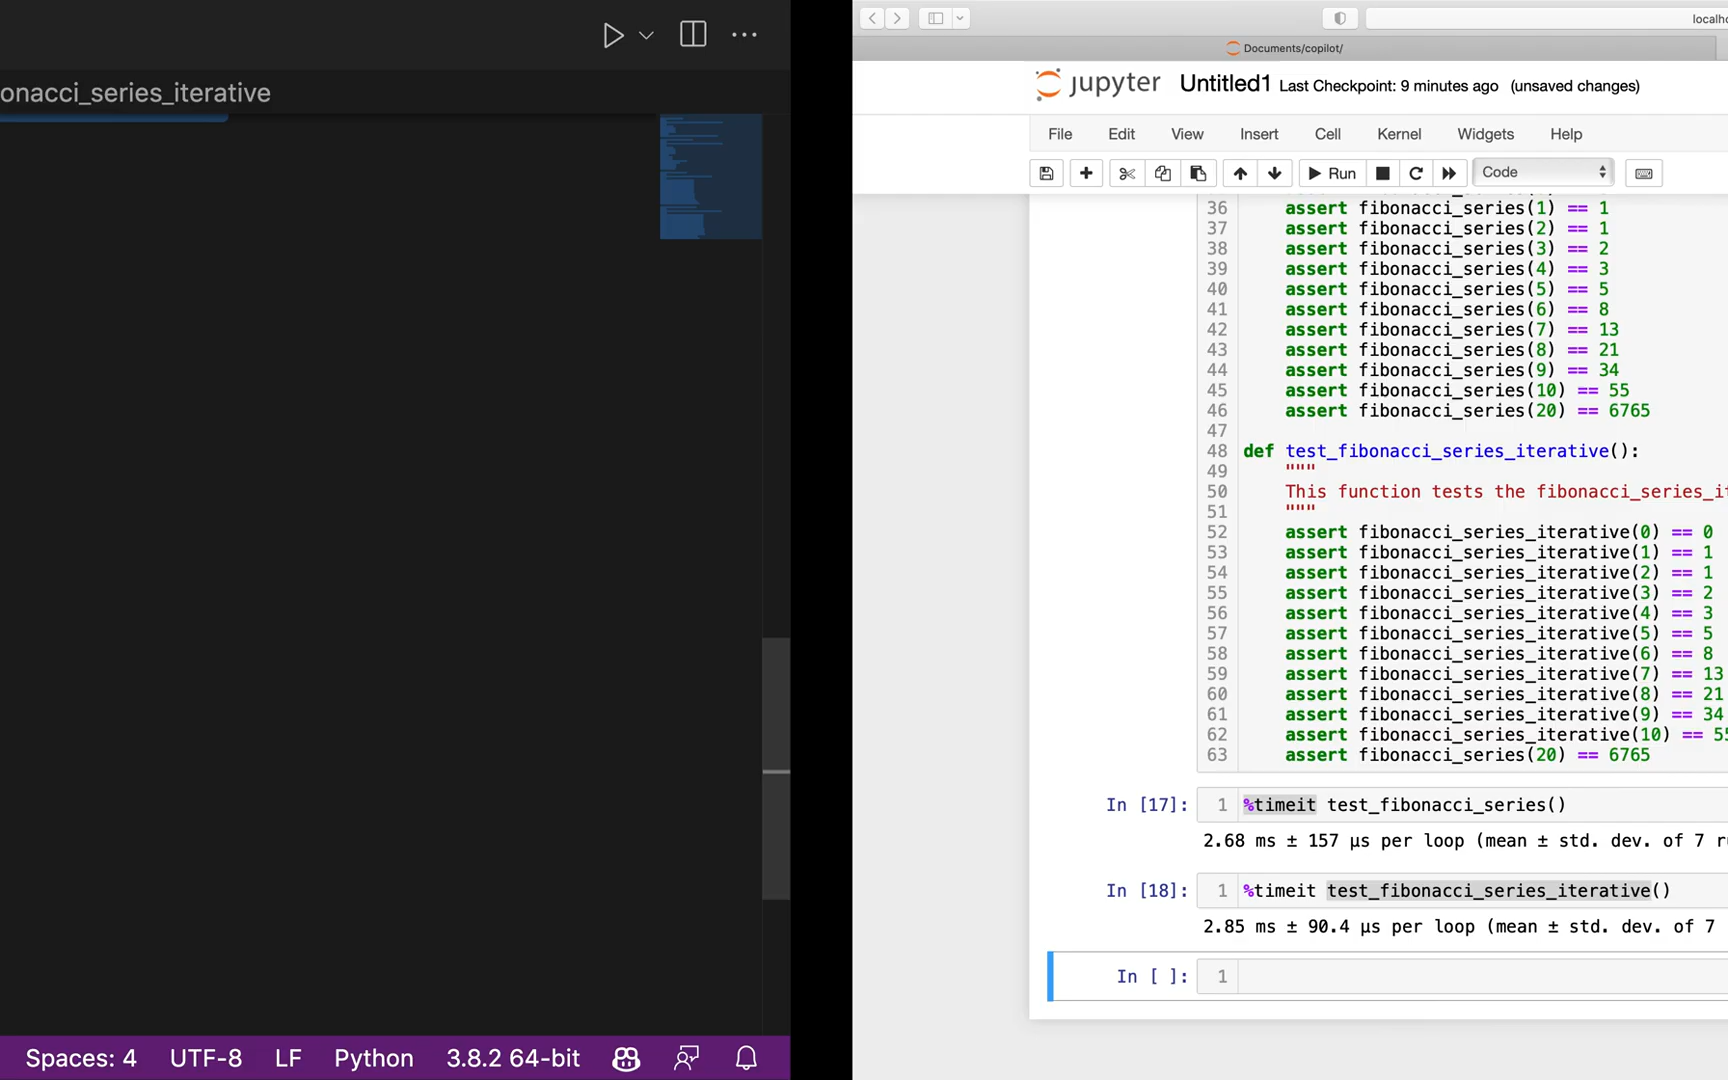 onacci_series_iterative
Spaces: 4 UTF-8 LF Python 3.8.2 64-bit
localho
Documents/copilot/
jupyter Untitled1 Last Checkpoint: 9 minutes ago (unsaved changes)
File Edit View Insert Cell Kernel Widgets Help
Run Code
36 assert fibonacci_series(1) == 1
37 assert fibonacci_series(2) == 1
38 assert fibonacci_series(3) == 2
39 assert fibonacci_series(4) == 3
40 assert fibonacci_series(5) == 5
41 assert fibonacci_series(6) == 8
42 assert fibonacci_series(7) == 13
43 assert fibonacci_series(8) == 21
44 assert fibonacci_series(9) == 34
45 assert fibonacci_series(10) == 55
46 assert fibonacci_series(20) == 6765
47
48 def test_fibonacci_series_iterative():
49 """
50 This function tests the fibonacci_series_it
51 """
52 assert fibonacci_series_iterative(0) == 0
53 assert fibonacci_series_iterative(1) == 1
54 assert fibonacci_series_iterative(2) == 1
55 assert fibonacci_series_iterative(3) == 2
56 assert fibonacci_series_iterative(4) == 3
57 assert fibonacci_series_iterative(5) == 5
58 assert fibonacci_series_iterative(6) == 8
59 assert fibonacci_series_iterative(7) == 13
60 assert fibonacci_series_iterative(8) == 21
61 assert fibonacci_series_iterative(9) == 34
62 assert fibonacci_series_iterative(10) == 55
63 assert fibonacci_series(20) == 6765
In [17]: 1 %timeit test_fibonacci_series()
2.68 ms ± 157 µs per loop (mean ± std. dev. of 7 ru
In [18]: 1 %timeit test_fibonacci_series_iterative()
2.85 ms ± 90.4 µs per loop (mean ± std. dev. of 7
In [ ]: 1